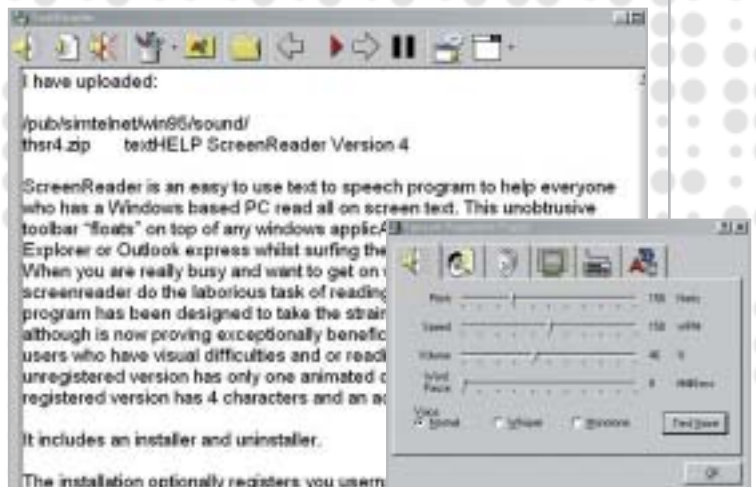 I have uploaded:
/pub/simtelnet/win95/sound/
thsr4.zip textHELP ScreenReader Version 4
ScreenReader is an easy to use text to speech program to help everyone
who has a Windows based PC read all on screen text. This unobtrusive
toolbar "floats" on top of any windows applicA
Explorer or Outlook express whilst surfing the
When you are really busy and want to get on
screenreader do the laborious task of reading
program has been designed to take the strain
although is now proving exceptionally benefic
users who have visual difficulties and or readi
unregistered version has only one animated
registered version has 4 characters and an
It includes an installer and uninstaller.
The installation optionally registers you usern
Pitch
Speed 150
Volume
Word
Pause
Voice
Normal Whisper Monotone
OK